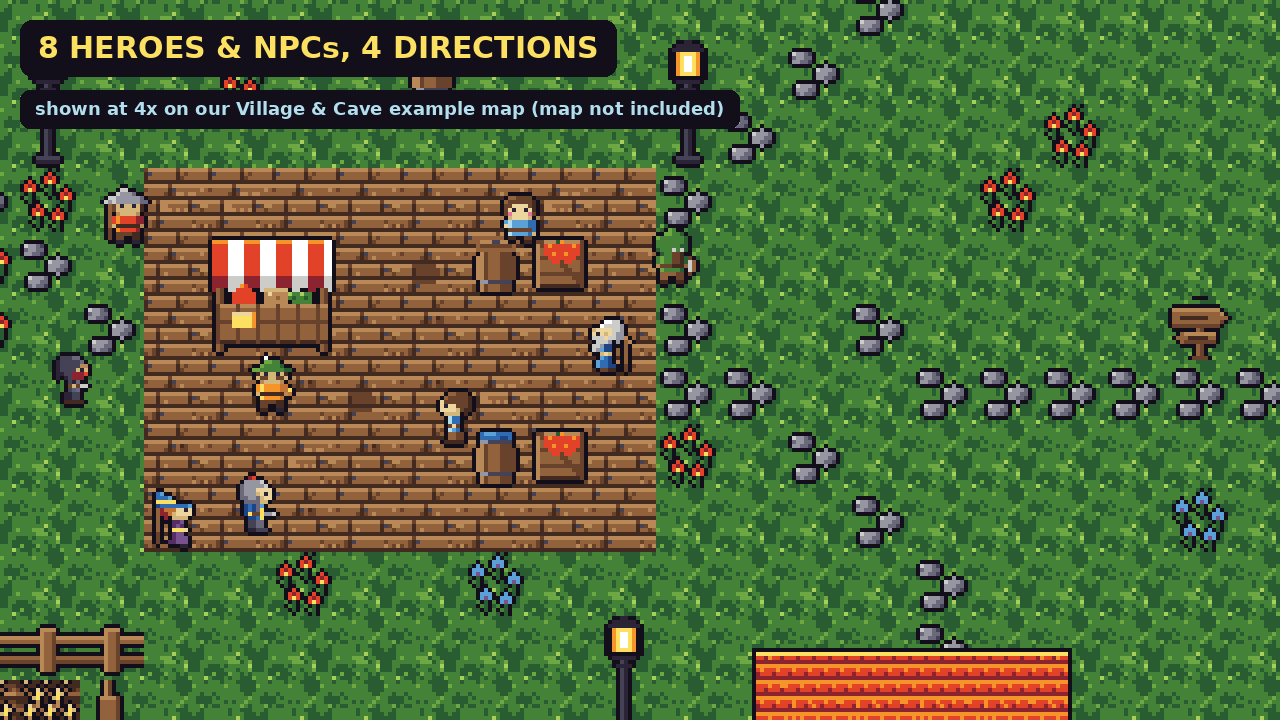 8 HEROES & NPCs, 4 DIRECTIONS
shown at 4x on our Village & Cave example map (map not included)